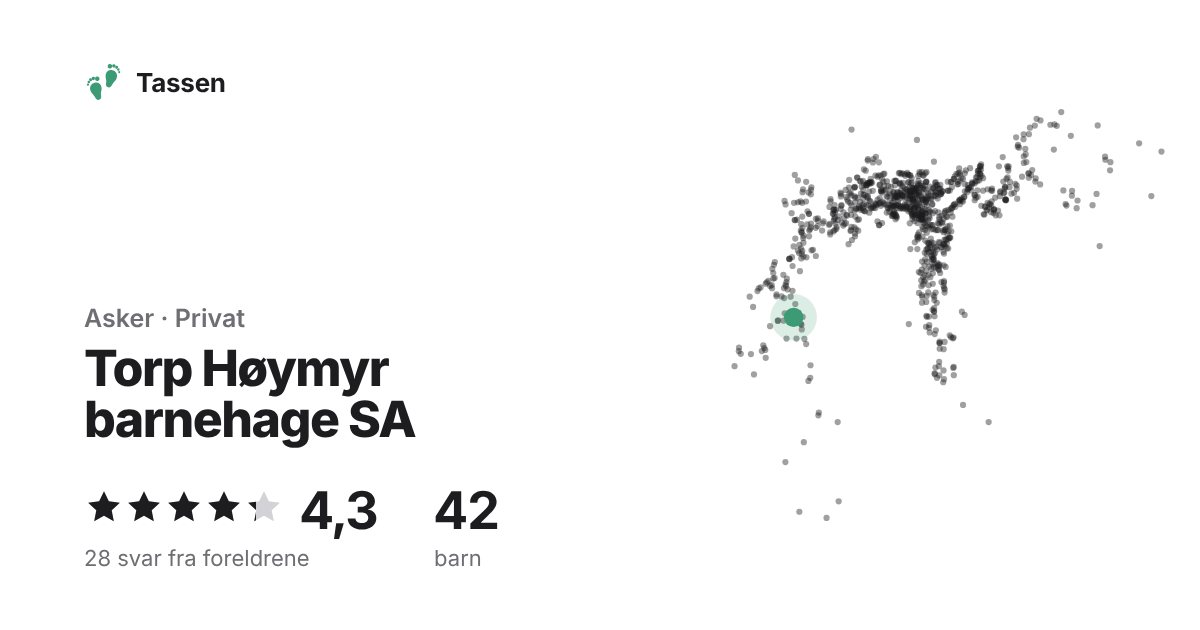 Tassen
Asker · Privat
Torp Høymyr
barnehage SA
4,3
42
28 svar fra foreldrene
barn